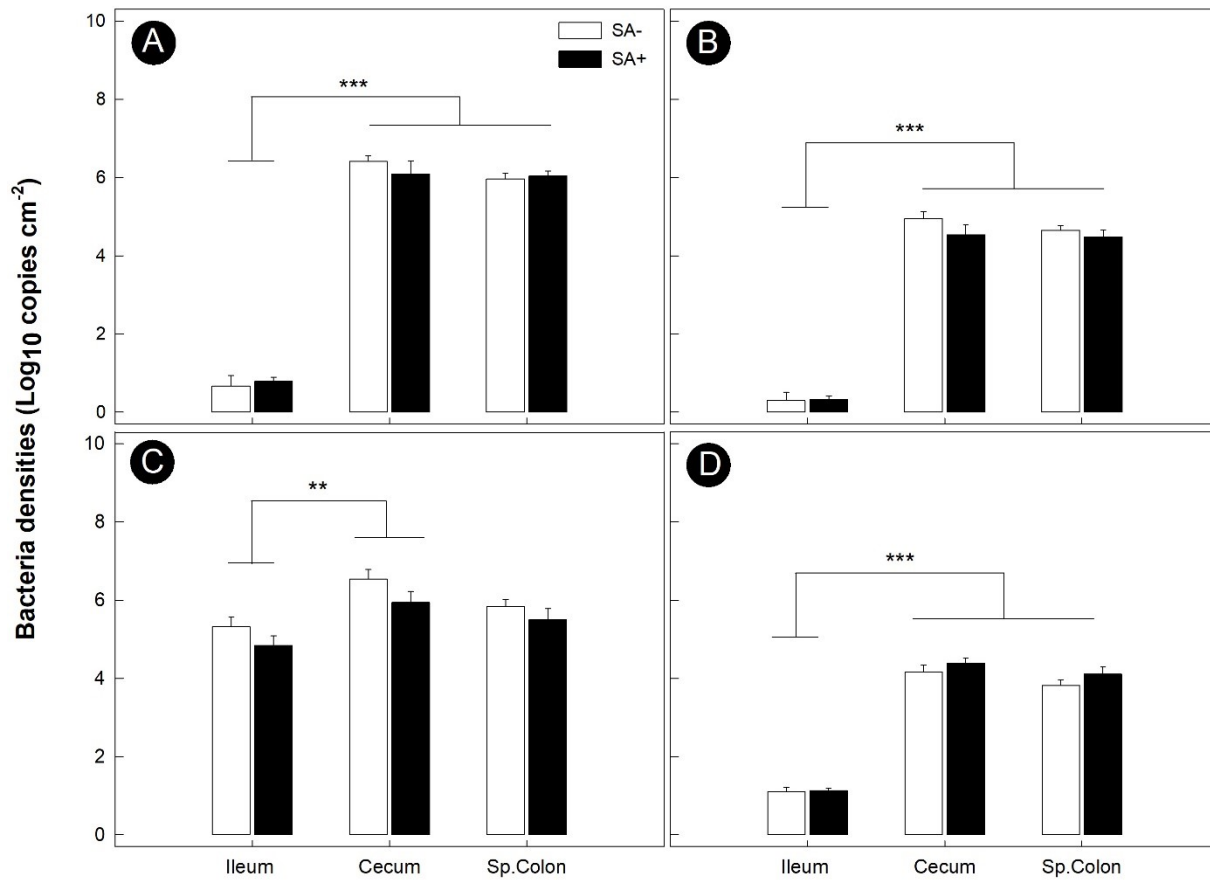 Bacteria densities (Log10 copies cm-2)
A
SA-
SA+
***
10
8
6
4
2
0
B
***
C
**
10
8
6
4
2
0
Ileum
Cecum
Sp.Colon
D
***
Ileum
Cecum
Sp.Colon